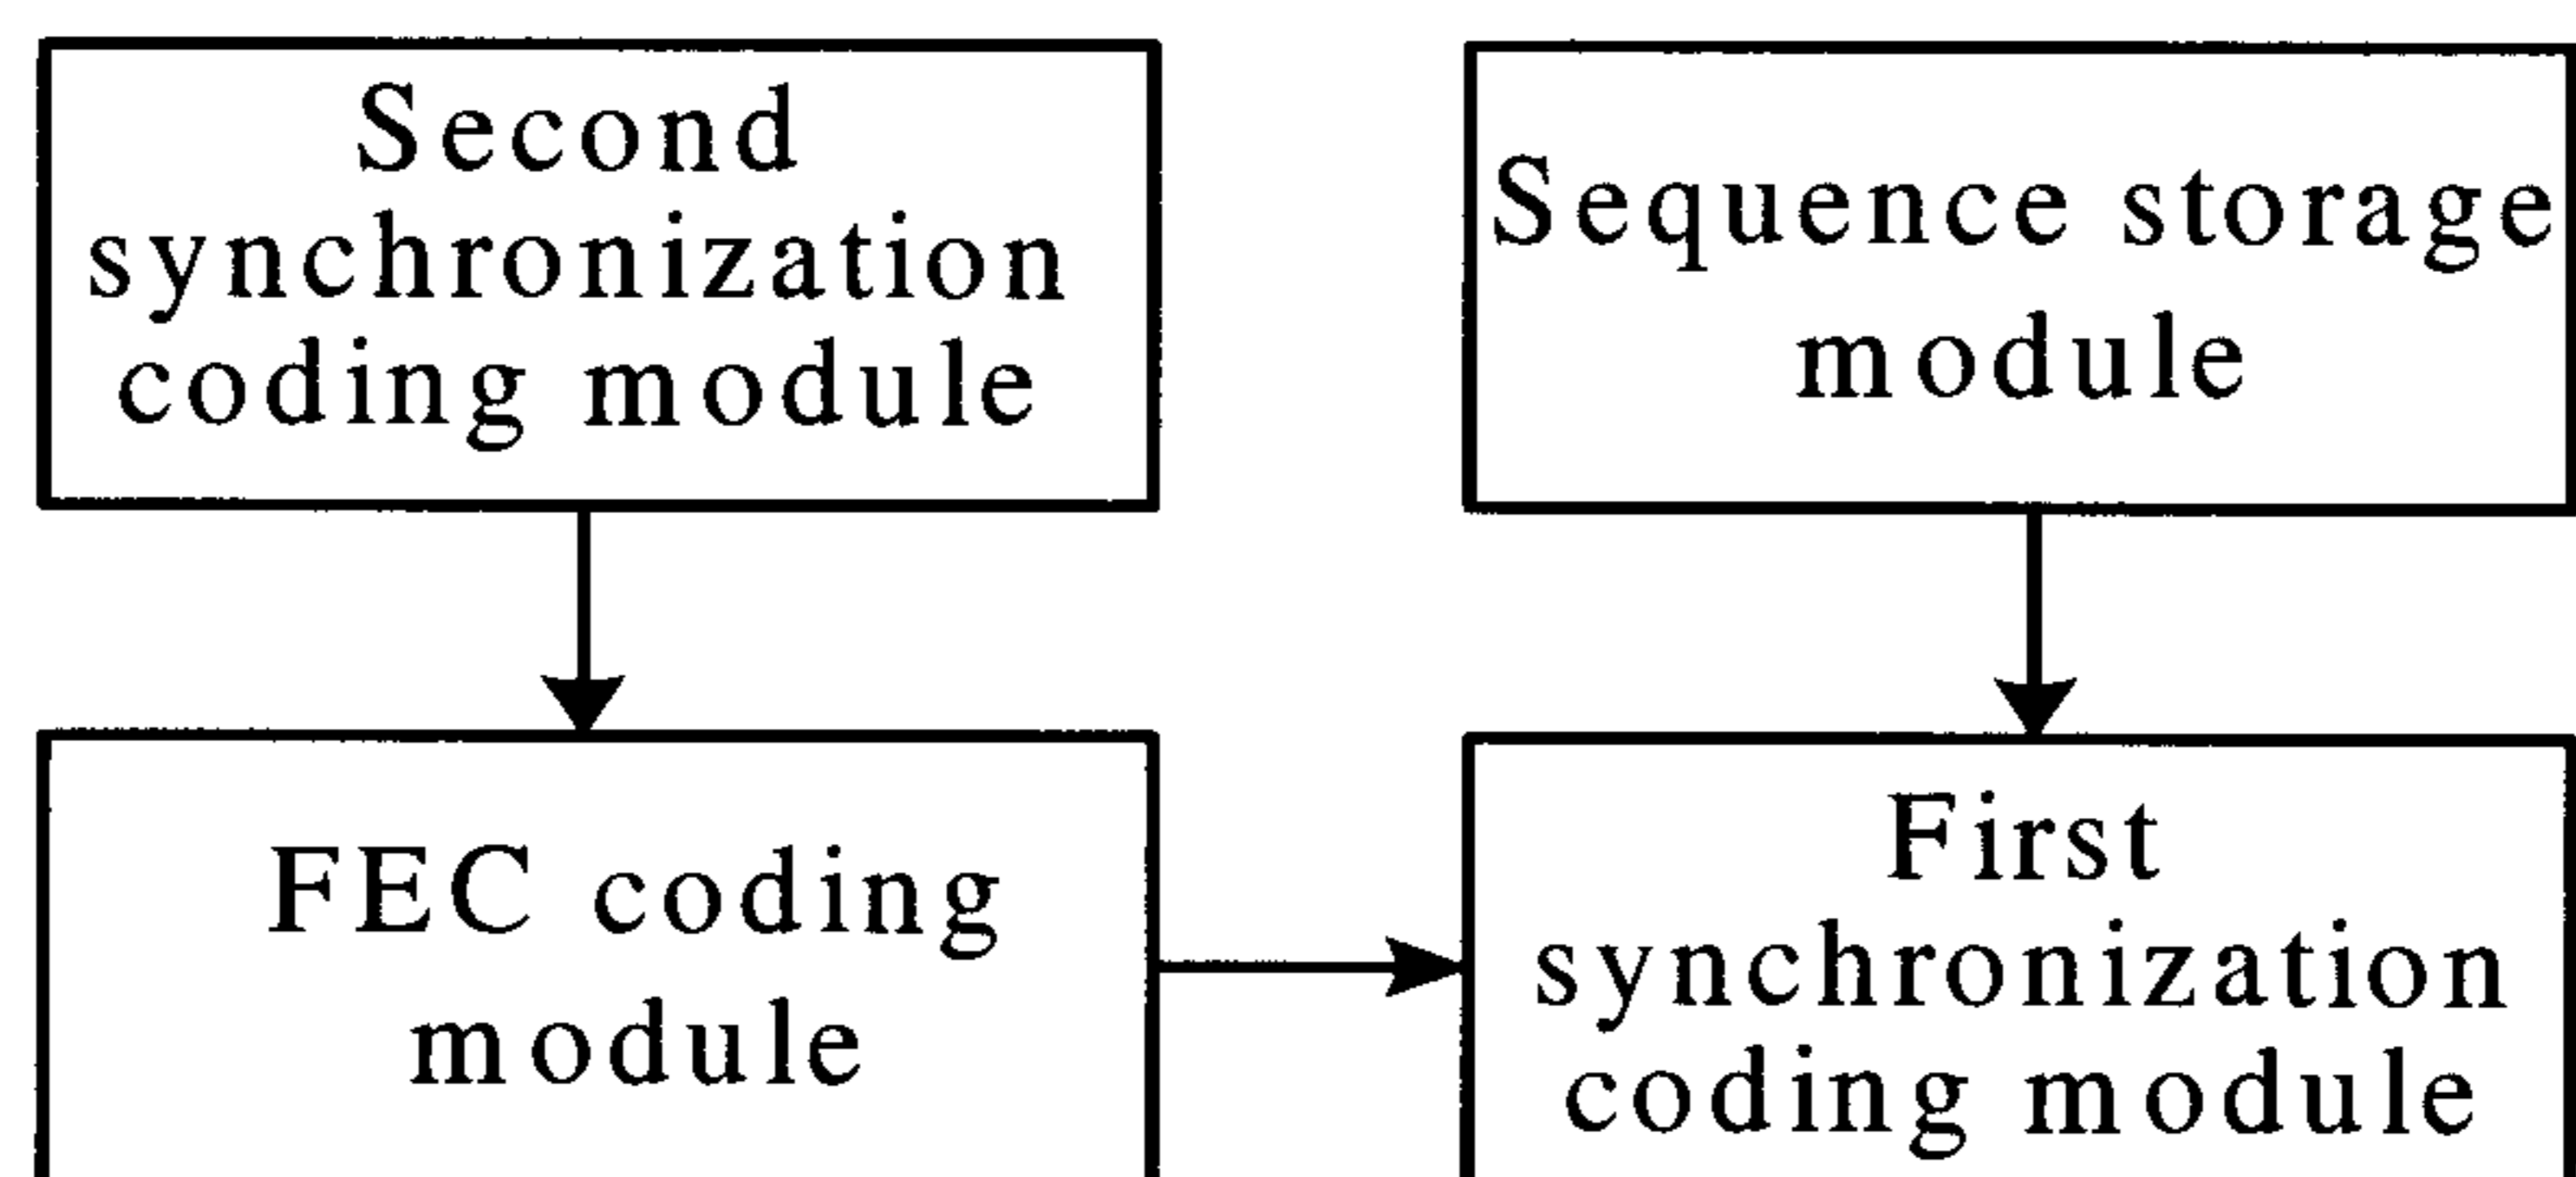 Second
synchronization
coding module
Sequence storage
module
FEC coding
module
First
synchronization
coding module